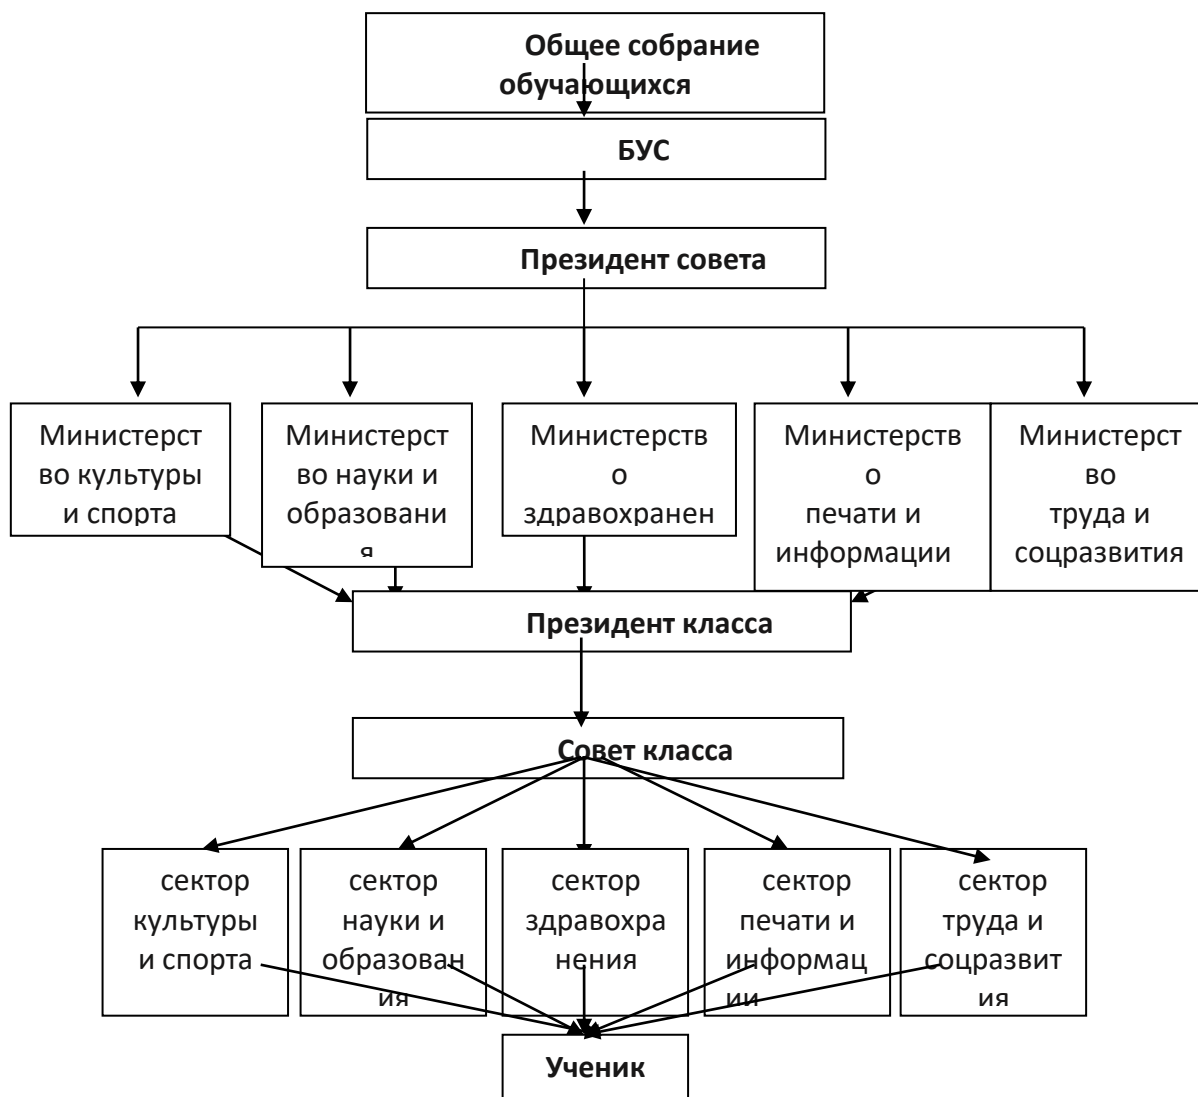 Общее собрание
обучающихся
БУС
Президент совета
Министерст
во культуры
и спорта
Министерст
во науки и
образовани
я
Министерств
о
здравохранен
Министерств
о
печати и
информации
Министерст
во
труда и
соцразвития
Президент класса
Совет класса
сектор
культуры
и спорта
сектор
науки и
образован
ия
сектор
здравохра
нения
сектор
печати и
информац
ии
сектор
труда и
соцразвит
ия
Ученик